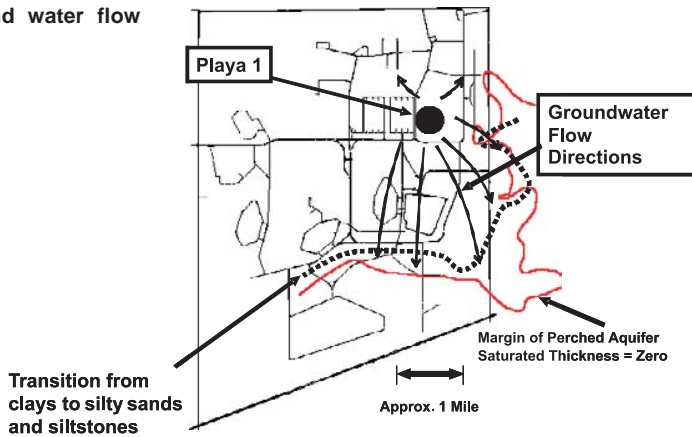 water flow
Playa 1
Groundwater
Flow
Directions
Margin of Perched Aquifer
Saturated Thickness = Zero
Approx. 1 Mile
Transition from
clays to silty sands
and siltstones